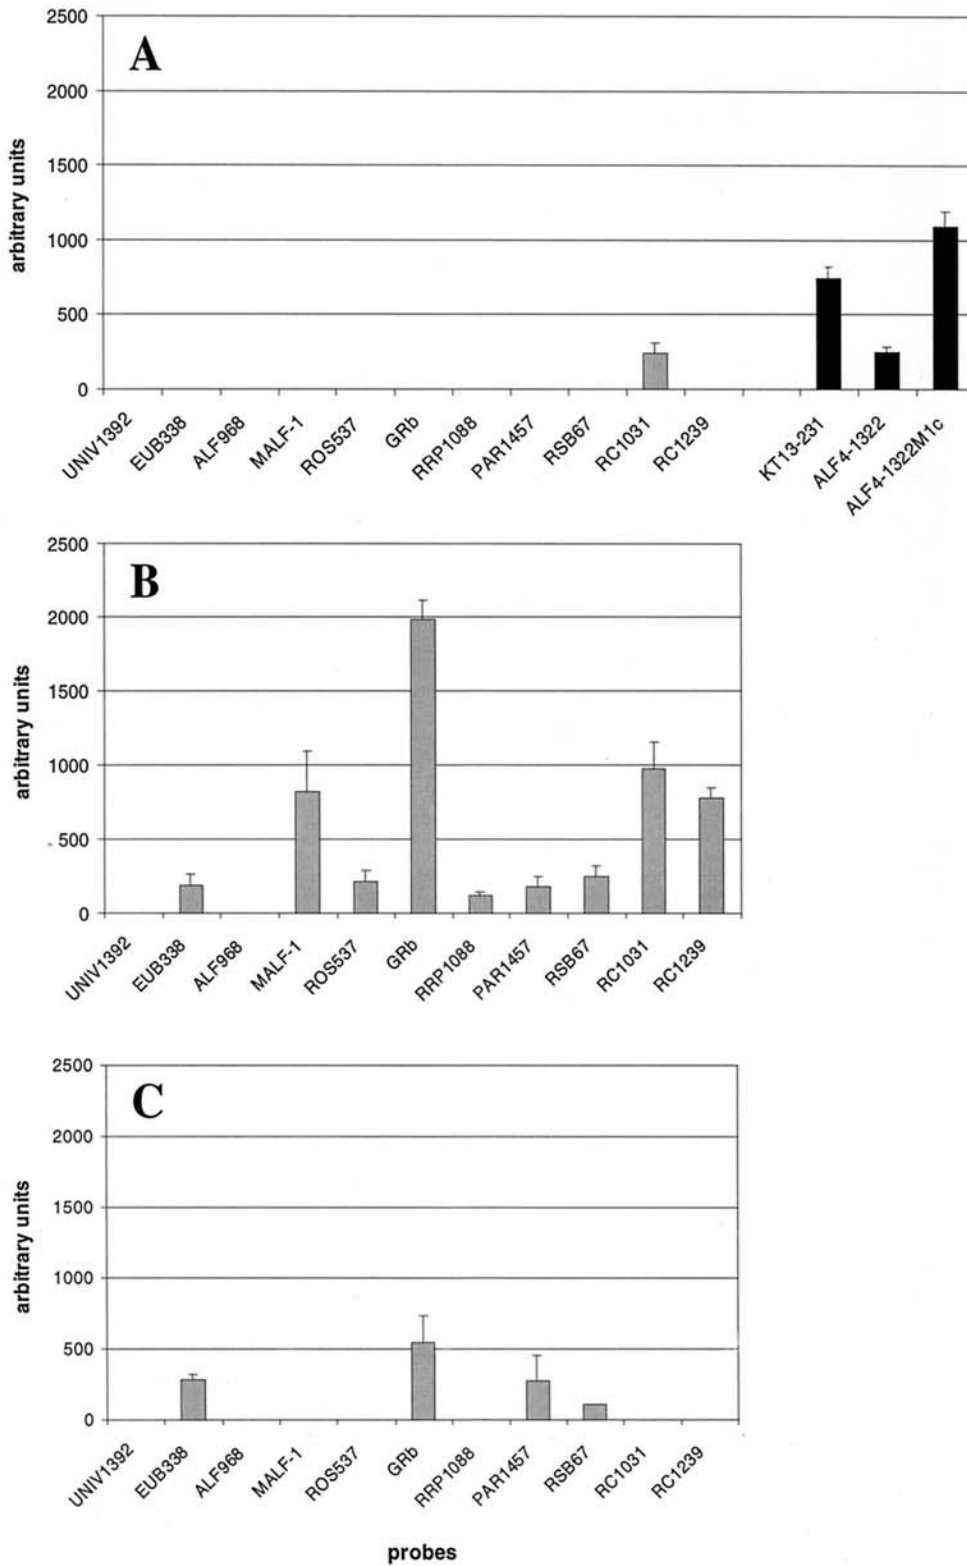 A
arbitrary units
2500
2000
1500
1000
500
0
UNIV1392
EUB338
ALF968
MALF-1
ROS537
GRb
RRP1088
PAR1457
RSB67
RC1031
RC1239
KT13-231
ALF4-1322
ALF4-1322M1c
B
arbitrary units
2500
2000
1500
1000
500
0
UNIV1392
EUB338
ALF968
MALF-1
ROS537
GRb
RRP1088
PAR1457
RSB67
RC1031
RC1239
C
arbitrary units
2500
2000
1500
1000
500
0
UNIV1392
EUB338
ALF968
MALF-1
ROS537
GRb
RRP1088
PAR1457
RSB67
RC1031
RC1239
probes